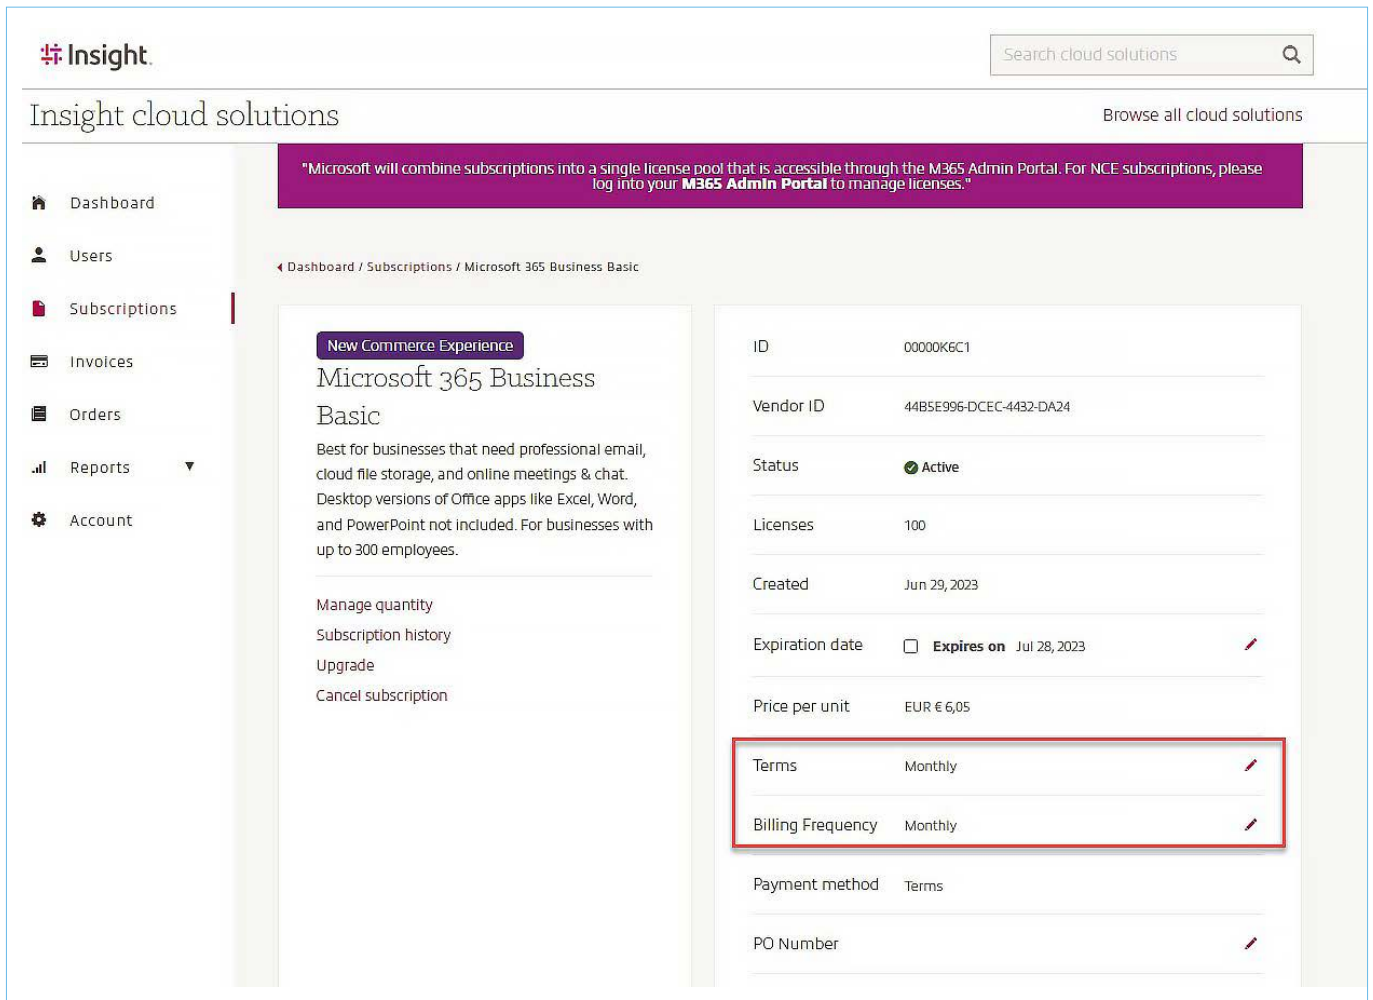 Insight.
Search cloud solutions
Insight cloud solutions
Browse all cloud solutions
"Microsoft will combine subscriptions into a single license pool that is accessible through the M365 Admin Portal. For NCE subscriptions, please
log into your M365 Admin Portal to manage licenses."
Dashboard
Users
Subscriptions
Invoices
Orders
Reports
Account
Dashboard / Subscriptions / Microsoft 365 Business Basic
New Commerce Experience
Microsoft 365 Business
Basic
Best for businesses that need professional email,
cloud file storage, and online meetings & chat.
Desktop versions of Office apps like Excel, Word,
and PowerPoint not included. For businesses with
up to 300 employees.
Manage quantity
Subscription history
Upgrade
Cancel subscription
ID 00000K6C1
Vendor ID 44B5E996-DCEC-4432-DA24
Status Active
Licenses 100
Created Jun 29, 2023
Expiration date Expires on Jul 28, 2023
Price per unit EUR € 6,05
Terms Monthly
Billing Frequency Monthly
Payment method Terms
PO Number